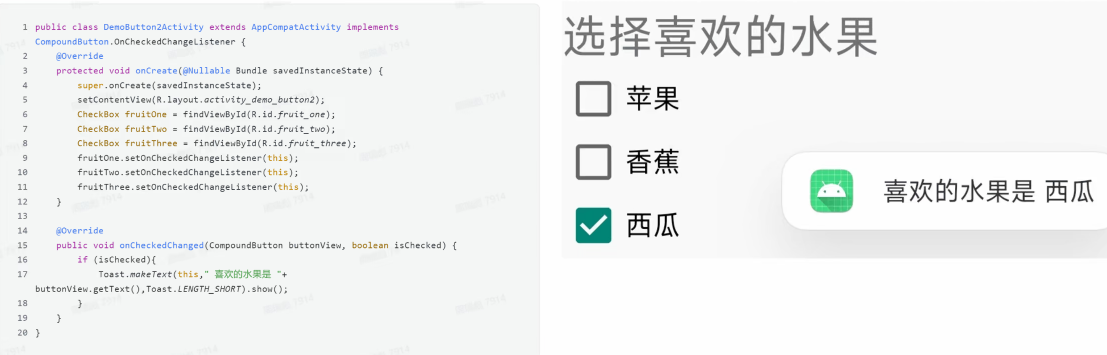 1 public class DemoButton2Activity extends AppCompatActivity implements
CompoundButton.OnCheckedChangeListener {
2 @Override
3 protected void onCreate(@Nullable Bundle savedInstanceState) {
4 super.onCreate(savedInstanceState);
5 setContentView(R.layout.activity_demo_button2);
6 CheckBox fruitOne = findViewById(R.id.fruit_one);
7 CheckBox fruitTwo = findViewById(R.id.fruit_two);
8 CheckBox fruitThree = findViewById(R.id.fruit_three);
9 fruitOne.setOnCheckedChangeListener(this);
10 fruitTwo.setOnCheckedChangeListener(this);
11 fruitThree.setOnCheckedChangeListener(this);
12 }
13
14 @Override
15 public void onCheckedChanged(CompoundButton buttonView, boolean isChecked) {
16 if (isChecked){
17 Toast.makeText(this," 喜欢的水果是 "+
buttonView.getText(),Toast.LENGTH_SHORT).show();
18 }
19 }
20 }
选择喜欢的水果
苹果
香蕉
西瓜
喜欢的水果是 西瓜